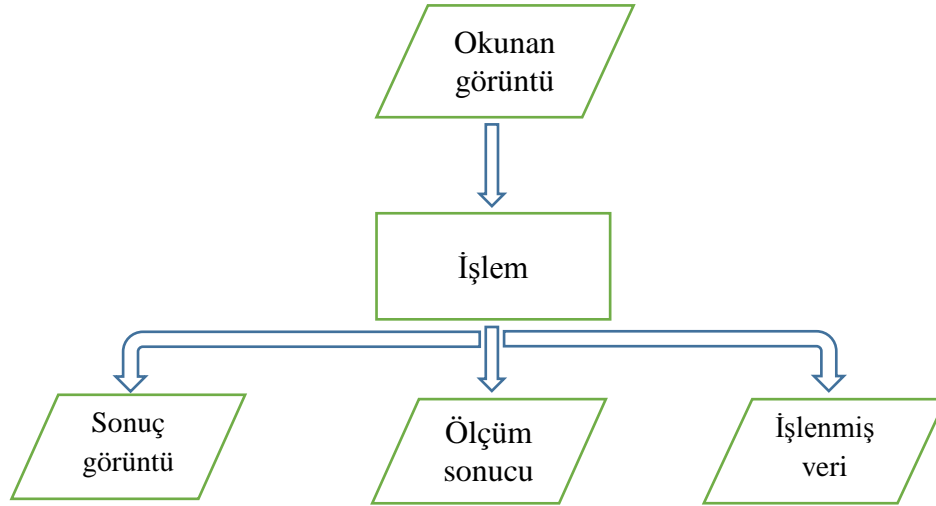 Okunan
görüntü
İşlem
Sonuç
görüntü
Ölçüm
sonucu
İşlenmiş
veri